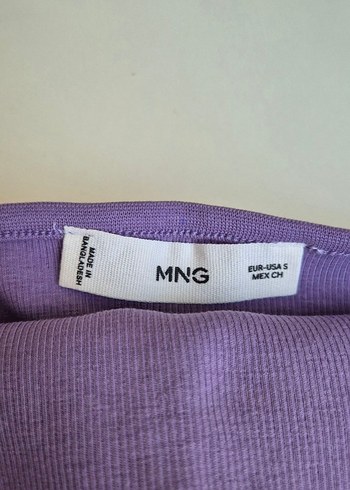 MADE IN
BANGLADESH
MNG
EUR-USA S
MEX CH